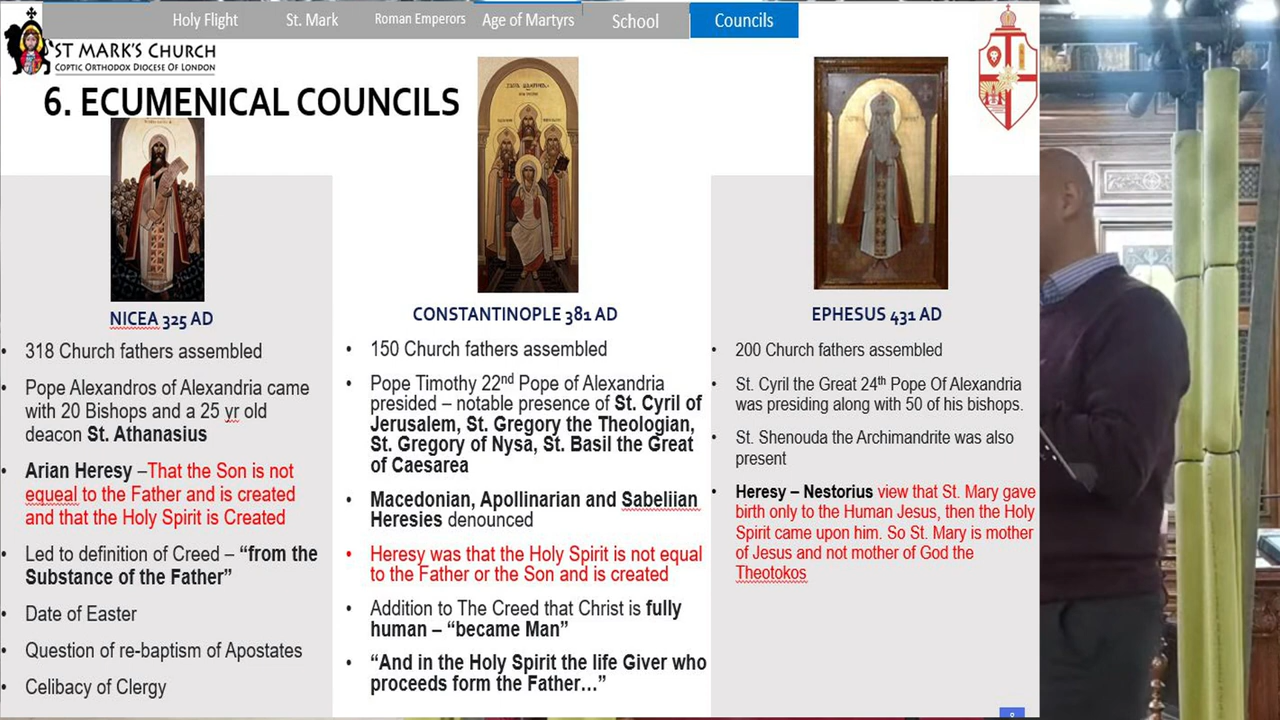 Holy Flight
St. Mark
Roman Emperors
Age of Martyrs
School
Councils
ST MARK'S CHURCH
COPTIC ORTHODOX DIOCESE OF LONDON
6. ECUMENICAL COUNCILS
NICEA 325 AD
• 318 Church fathers assembled
• Pope Alexandros of Alexandria came
with 20 Bishops and a 25 yr old
deacon St. Athanasius
• Arian Heresy –That the Son is not
equeal to the Father and is created
and that the Holy Spirit is Created
• Led to definition of Creed – “from the
Substance of the Father”
• Date of Easter
• Question of re-baptism of Apostates
• Celibacy of Clergy
CONSTANTINOPLE 381 AD
• 150 Church fathers assembled
• Pope Timothy 22nd Pope of Alexandria
presided – notable presence of St. Cyril of
Jerusalem, St. Gregory the Theologian,
St. Gregory of Nysa, St. Basil the Great
of Caesarea
• Macedonian, Apollinarian and Sabeliian
Heresies denounced
• Heresy was that the Holy Spirit is not equal
to the Father or the Son and is created
• Addition to The Creed that Christ is fully
human – “became Man”
• “And in the Holy Spirit the life Giver who
proceeds form the Father…”
EPHESUS 431 AD
• 200 Church fathers assembled
• St. Cyril the Great 24th Pope Of Alexandria
was presiding along with 50 of his bishops.
• St. Shenouda the Archimandrite was also
present
• Heresy – Nestorius view that St. Mary gave
birth only to the Human Jesus, then the Holy
Spirit came upon him. So St. Mary is mother
of Jesus and not mother of God the
Theotokos